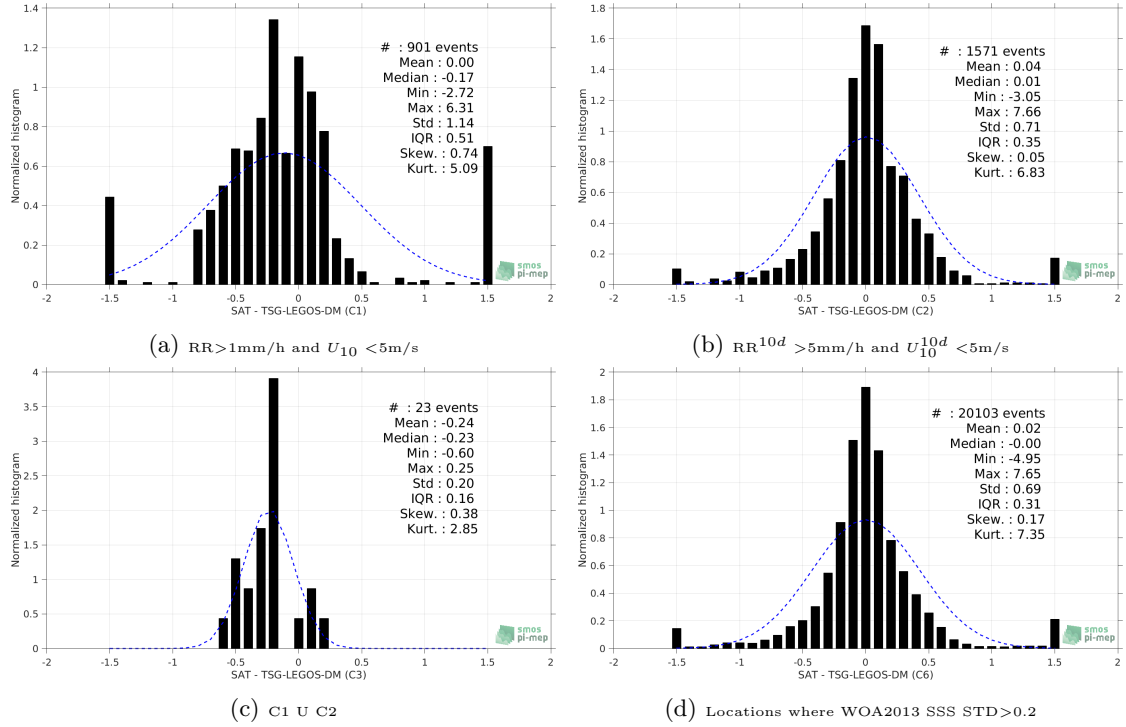 1.4
1.2
1
0.8
0.6
0.4
0.2
0
Normalized histogram
# : 901 events
Mean : 0.00
Median : -0.17
Min : -2.72
Max : 6.31
Std : 1.14
IQR : 0.51
Skew. : 0.74
Kurt. : 5.09
smos
pi-mep
-2 -1.5 -1 -0.5 0 0.5 1 1.5 2
SAT - TSG-LEGOS-DM (C1)
(a) RR>1mm/h and U10 <5m/s
1.8
1.6
1.4
1.2
1
0.8
0.6
0.4
0.2
0
Normalized histogram
# : 1571 events
Mean : 0.04
Median : 0.01
Min : -3.05
Max : 7.66
Std : 0.71
IQR : 0.35
Skew. : 0.05
Kurt. : 6.83
smos
pi-mep
-2 -1.5 -1 -0.5 0 0.5 1 1.5 2
SAT - TSG-LEGOS-DM (C2)
(b) RR^10d >5mm/h and U10^10d <5m/s
4
3.5
3
2.5
2
1.5
1
0.5
0
Normalized histogram
# : 23 events
Mean : -0.24
Median : -0.23
Min : -0.60
Max : 0.25
Std : 0.20
IQR : 0.16
Skew. : 0.38
Kurt. : 2.85
smos
pi-mep
-2 -1.5 -1 -0.5 0 0.5 1 1.5 2
SAT - TSG-LEGOS-DM (C3)
(c) C1 U C2
2
1.8
1.6
1.4
1.2
1
0.8
0.6
0.4
0.2
0
Normalized histogram
# : 20103 events
Mean : 0.02
Median : -0.00
Min : -4.95
Max : 7.65
Std : 0.69
IQR : 0.31
Skew. : 0.17
Kurt. : 7.35
smos
pi-mep
-2 -1.5 -1 -0.5 0 0.5 1 1.5 2
SAT - TSG-LEGOS-DM (C6)
(d) Locations where WOA2013 SSS STD>0.2